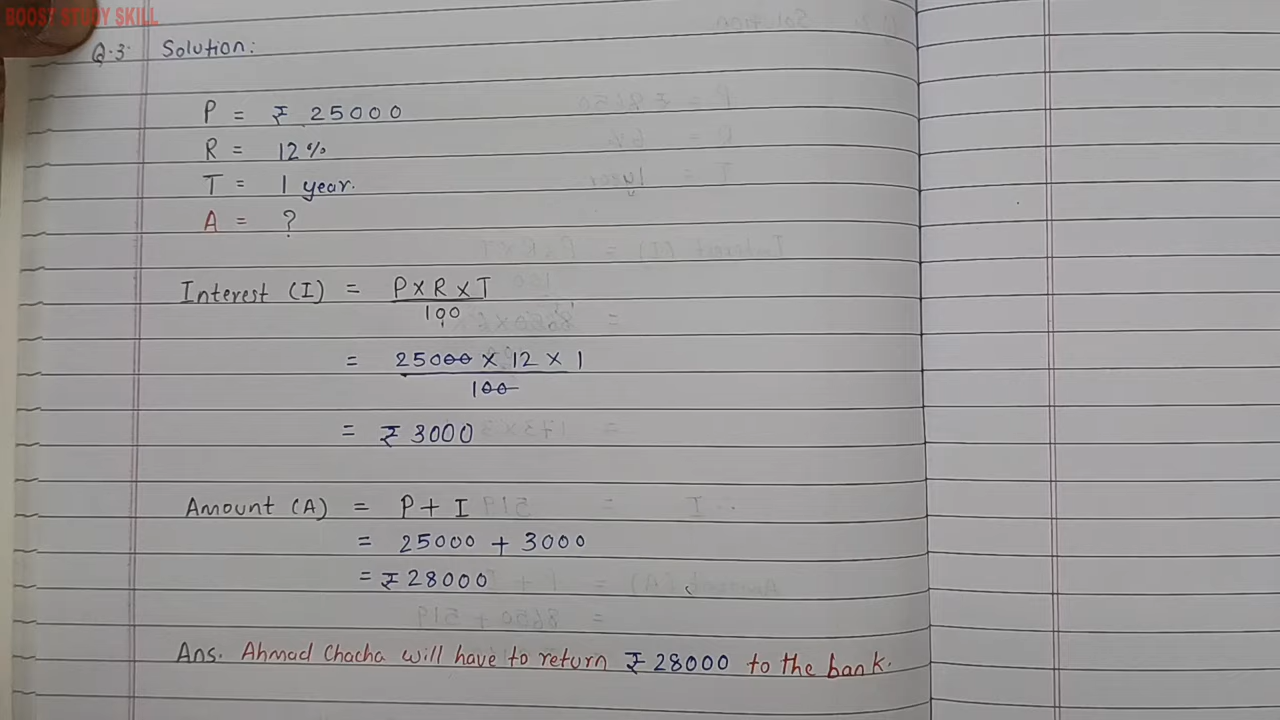 BOOST STUDY SKILL
Q.3. Solution:
P = ₹ 25000
R = 12%
T = 1 year.
A = ?
Interest (I) = P×R×T
100
= 25000 × 12 × 1
100
= ₹ 3000
Amount (A) = P + I
= 25000 + 3000
= ₹ 28000
Ans. Ahmad Chacha will have to return ₹ 28000 to the bank.